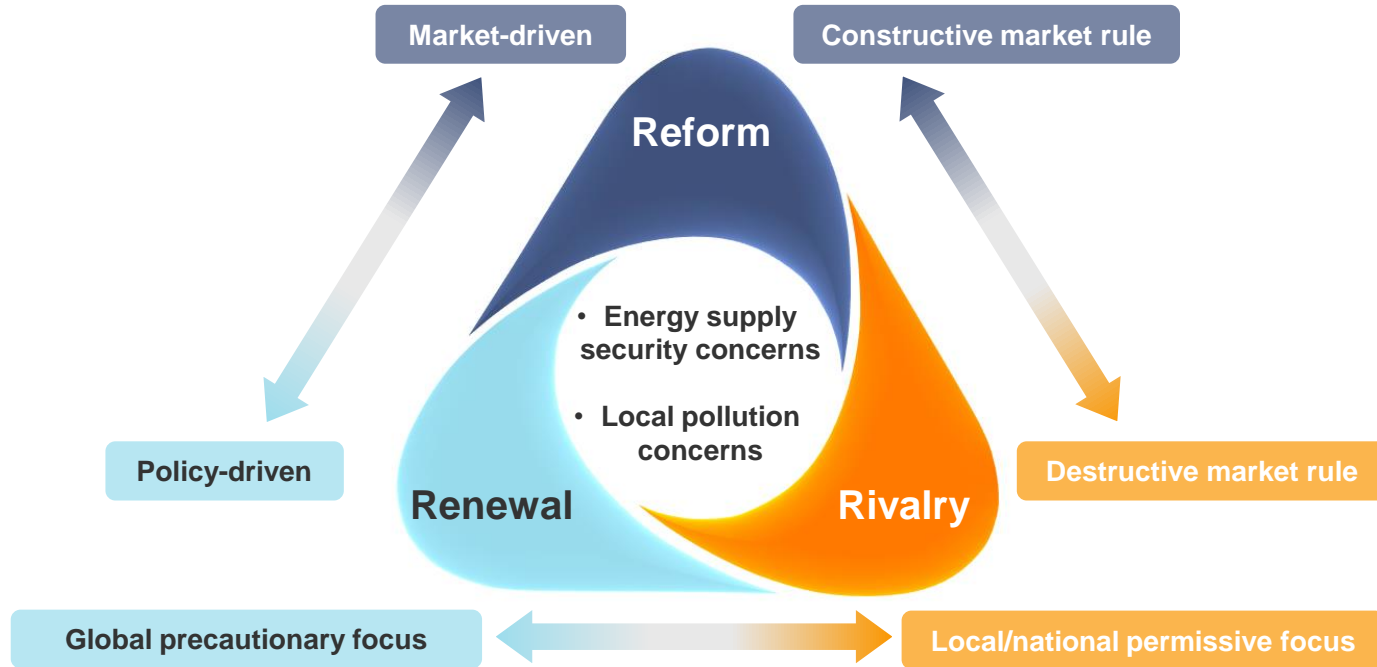 Market-driven
Constructive market rule
Reform
• Energy supply
security concerns
• Local pollution
concerns
Policy-driven
Destructive market rule
Renewal
Rivalry
Global precautionary focus
Local/national permissive focus